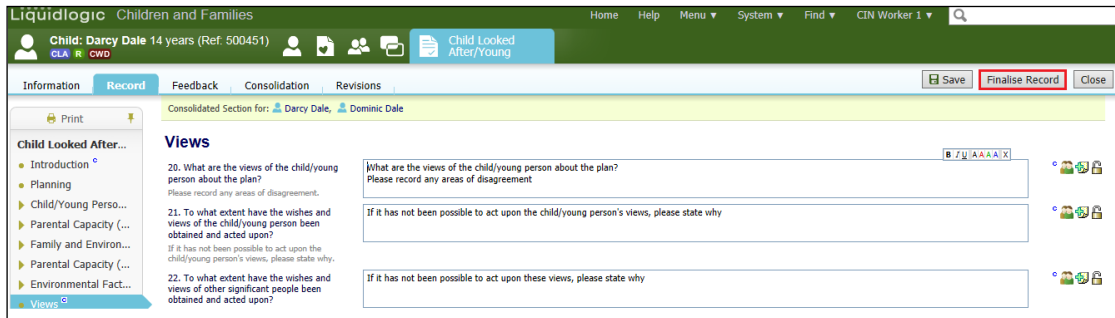 Liquidlogic Children and Families
Home Help Menu ▼ System ▼ Find ▼ CIN Worker 1 ▼
Child: Darcy Dale 14 years (Ref: 500451)
CLA R CWD
Child Looked
After/Young
Information Record Feedback Consolidation Revisions
Save Finalise Record Close
Print
Consolidated Section for: Darcy Dale, Dominic Dale
Child Looked After...
Introduction c
Planning
Child/Young Perso...
Parental Capacity (...
Family and Environ...
Parental Capacity (...
Environmental Fact...
Views c
Views
B I U A A A A X
20. What are the views of the child/young
person about the plan?
Please record any areas of disagreement.
What are the views of the child/young person about the plan?
Please record any areas of disagreement
c
21. To what extent have the wishes and
views of the child/young person been
obtained and acted upon?
If it has not been possible to act upon the
child/young person's views, please state why.
If it has not been possible to act upon the child/young person's views, please state why
c
22. To what extent have the wishes and
views of other significant people been
obtained and acted upon?
If it has not been possible to act upon these views, please state why
c